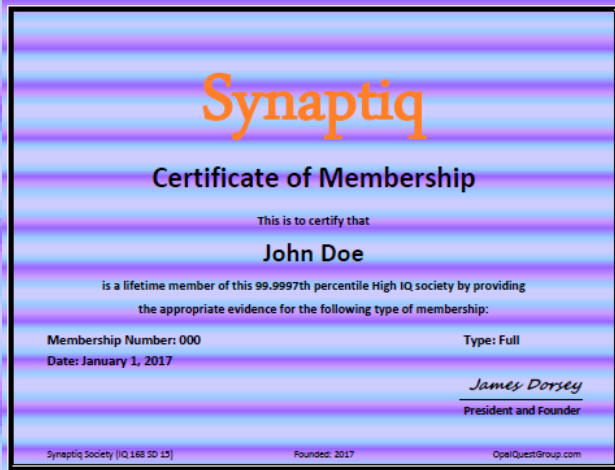 Synaptiq
Certificate of Membership
This is to certify that
John Doe
is a lifetime member of this 99.9997th percentile High IQ society by providing
the appropriate evidence for the following type of membership:
Membership Number: 000 Type: Full
Date: January 1, 2017
James Dorsey
President and Founder
Synaptiq Society (IQ 168 SD 15) Founded: 2017 OpalQuestGroup.com